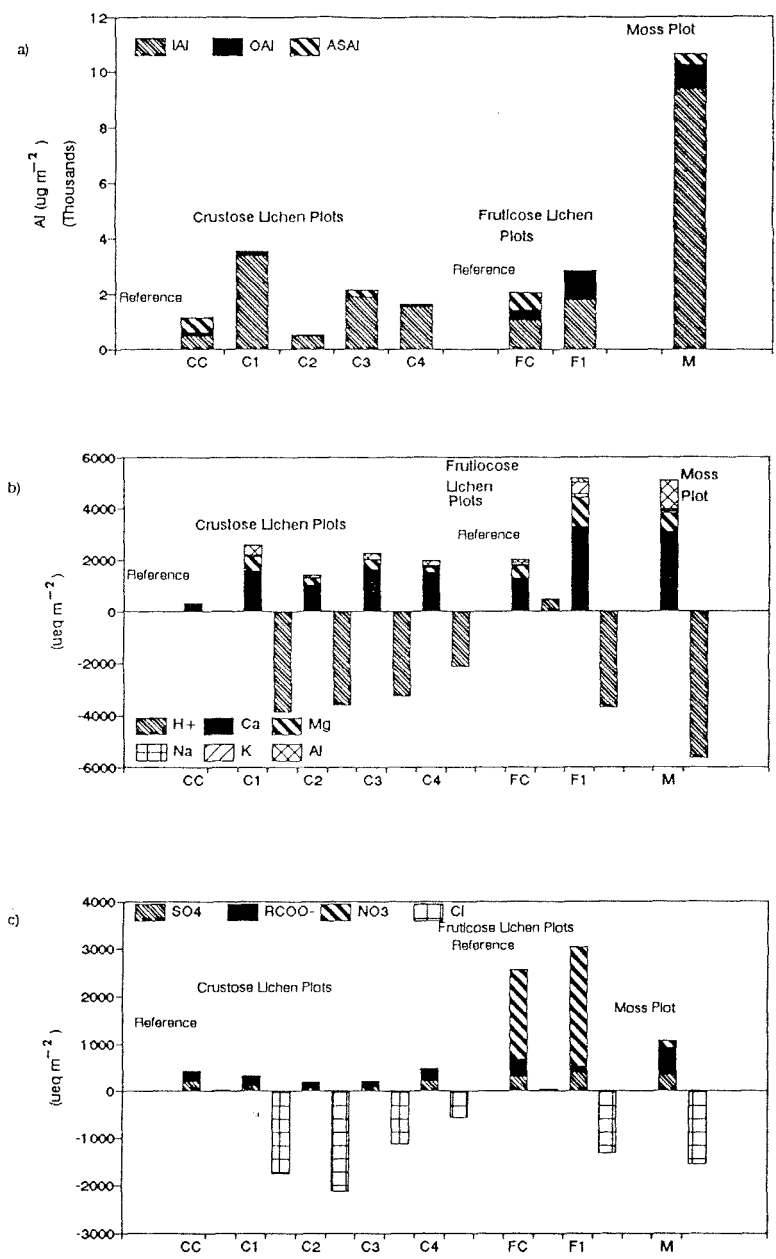 a)
12
10
8
6
4
2
0
Al (ug m⁻²)
(Thousands)
IAl OAl ASAl
Moss Plot
Crustose Lichen Plots
Fruticose Lichen
Plots
Reference
Reference
CC C1 C2 C3 C4 FC F1 M
b)
6000
4000
2000
0
-2000
-4000
-6000
(ueq m⁻²)
Frutiocose
Lichen
Plots
Moss
Plot
Crustose Lichen Plots
Reference
Reference
H+ Ca Mg
Na K Al
CC C1 C2 C3 C4 FC F1 M
c)
4000
3000
2000
1000
0
-1000
-2000
-3000
(ueq m⁻²)
SO4 RCOO- NO3 Cl
Fruticose Lichen Plots
Reference
Crustose Lichen Plots
Reference
Moss Plot
CC C1 C2 C3 C4 FC F1 M